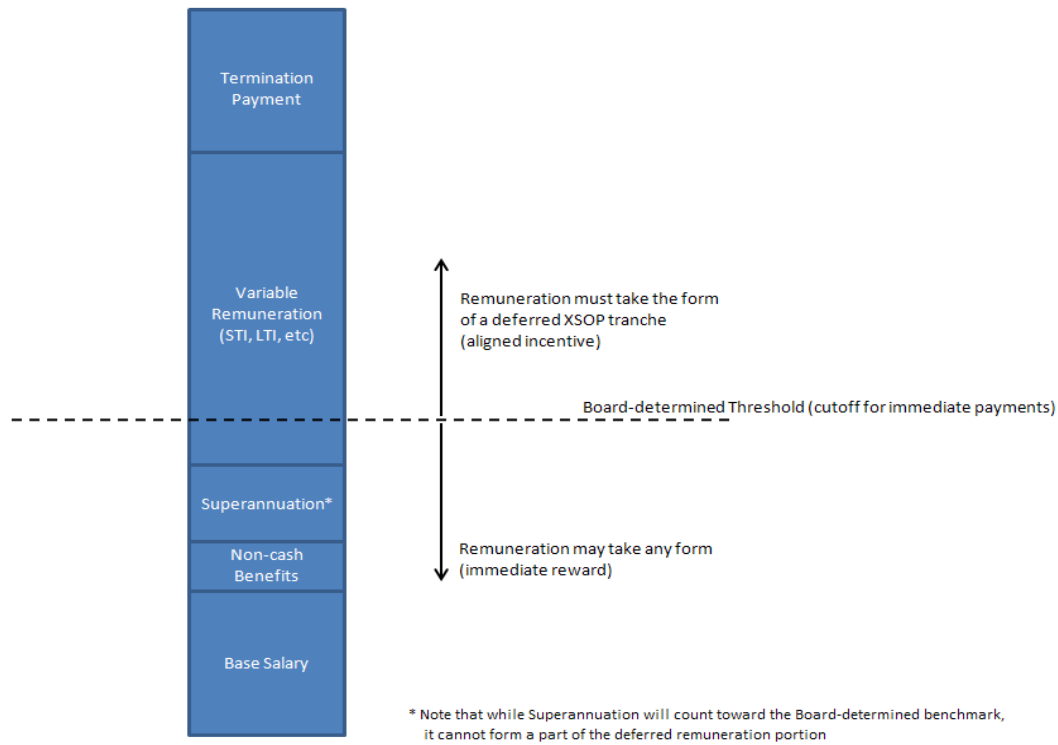 Termination
Payment
Variable
Remuneration
(STI, LTI, etc)
Remuneration must take the form
of a deferred XSOP tranche
(aligned incentive)
Board-determined Threshold (cutoff for immediate payments)
Superannuation*
Non-cash
Benefits
Remuneration may take any form
(immediate reward)
Base Salary
* Note that while Superannuation will count toward the Board-determined benchmark,
it cannot form a part of the deferred remuneration portion